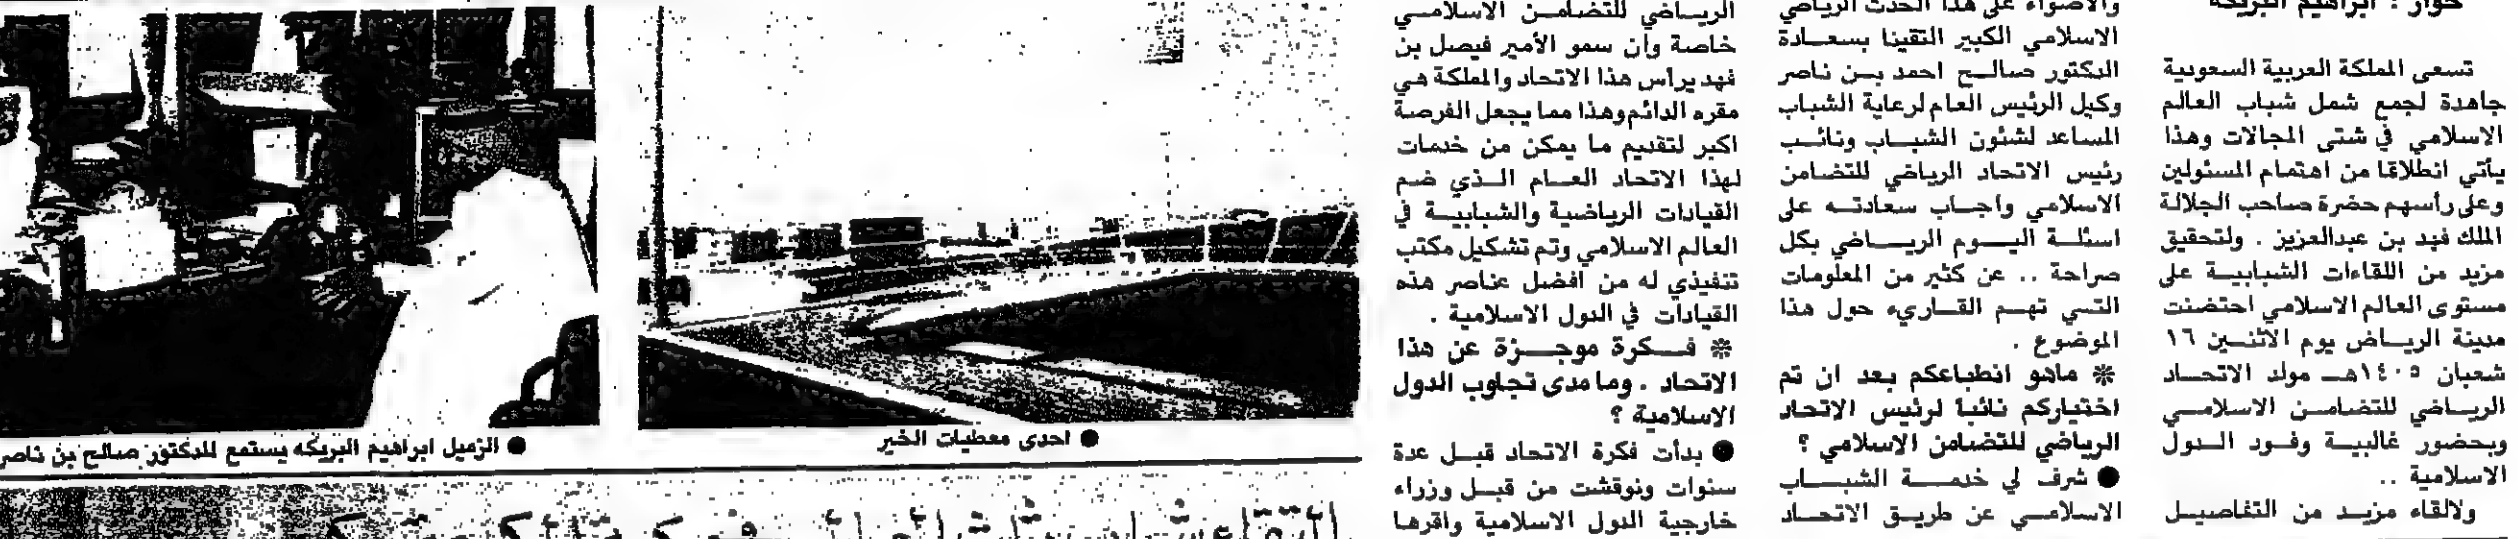 حوار : ابراهيم البريكه
تسعى المملكة العربية السعودية
جاهدة لجمع شمل شباب العالم
الاسلامي في شتى المجالات وهذا
يأتي انطلاقا من اهتمام المسئولين
وعلى رأسهم حضرة صاحب الجلالة
الملك فهد بن عبدالعزيز . ولتحقيق
مزيد من اللقاءات الشبابية على
مستوى العالم الاسلامي احتضنت
مدينة الرياض يوم الاثنين ١٦
شعبان ١٤٠٥هـ مولد الاتحاد
الرياضي للتضامن الاسلامي
وبحضور غالبية وفود الدول
الاسلامية ..
ولالقاء مزيد من التفاصيل
والاضواء على هذا الحدث الرياضي
الاسلامي الكبير التقينا بسعادة
الدكتور صالح احمد بن ناصر
وكيل الرئيس العام لرعاية الشباب
المساعد لشئون الشباب ونائب
رئيس الاتحاد الرياضي للتضامن
الاسلامي واجاب سعادته على
اسئلة اليوم الرياضي بكل
صراحة .. عن كثير من المعلومات
التي تهم القاريء حول هذا
الموضوع .
❊ ماهو انطباعكم بعد ان تم
اختياركم نائبا لرئيس الاتحاد
الرياضي للتضامن الاسلامي ؟
● شرف لي خدمة الشباب
الاسلامي عن طريق الاتحاد
الرياضي للتضامن الاسلامي
خاصة وان سمو الأمير فيصل بن
فهد يرأس هذا الاتحاد والمملكة هي
مقره الدائم وهذا مما يجعل الفرصة
اكبر لتقديم ما يمكن من خدمات
لهذا الاتحاد العام الذي ضم
القيادات الرياضية والشبابية في
العالم الاسلامي وتم تشكيل مكتب
تنفيذي له من افضل عناصر هذه
القيادات في الدول الاسلامية .
❊ فكرة موجزة عن هذا
الاتحاد . وما مدى تجاوب الدول
الاسلامية ؟
● بدأت فكرة الاتحاد قبل عدة
سنوات ونوقشت من قبل وزراء
خارجية الدول الاسلامية واقرها
● احدى معطيات الخير
● الزميل ابراهيم البريكه يستمع للدكتور صالح بن ناصر